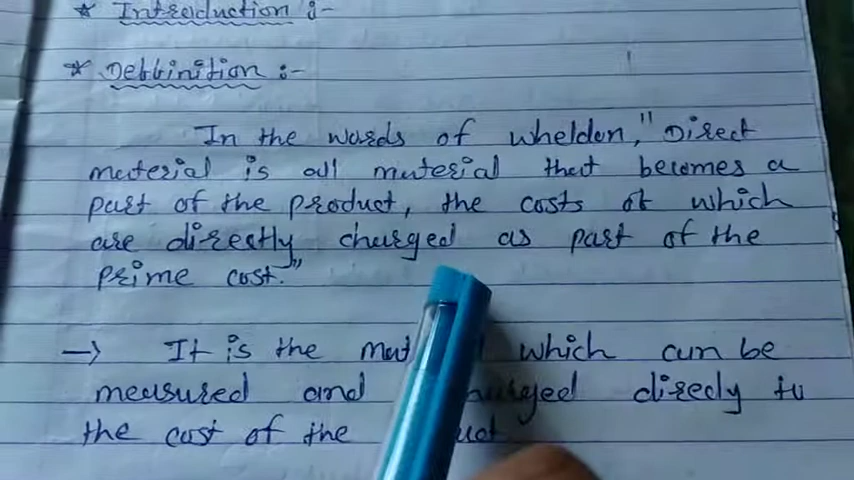 * Introduction :-
* Definition :-
In the words of Wheldon, "Direct
material is all material that becomes a
part of the product, the costs of which
are directly charged as part of the
prime cost."
→ It is the which can be
measured and direcly to
the cost of the